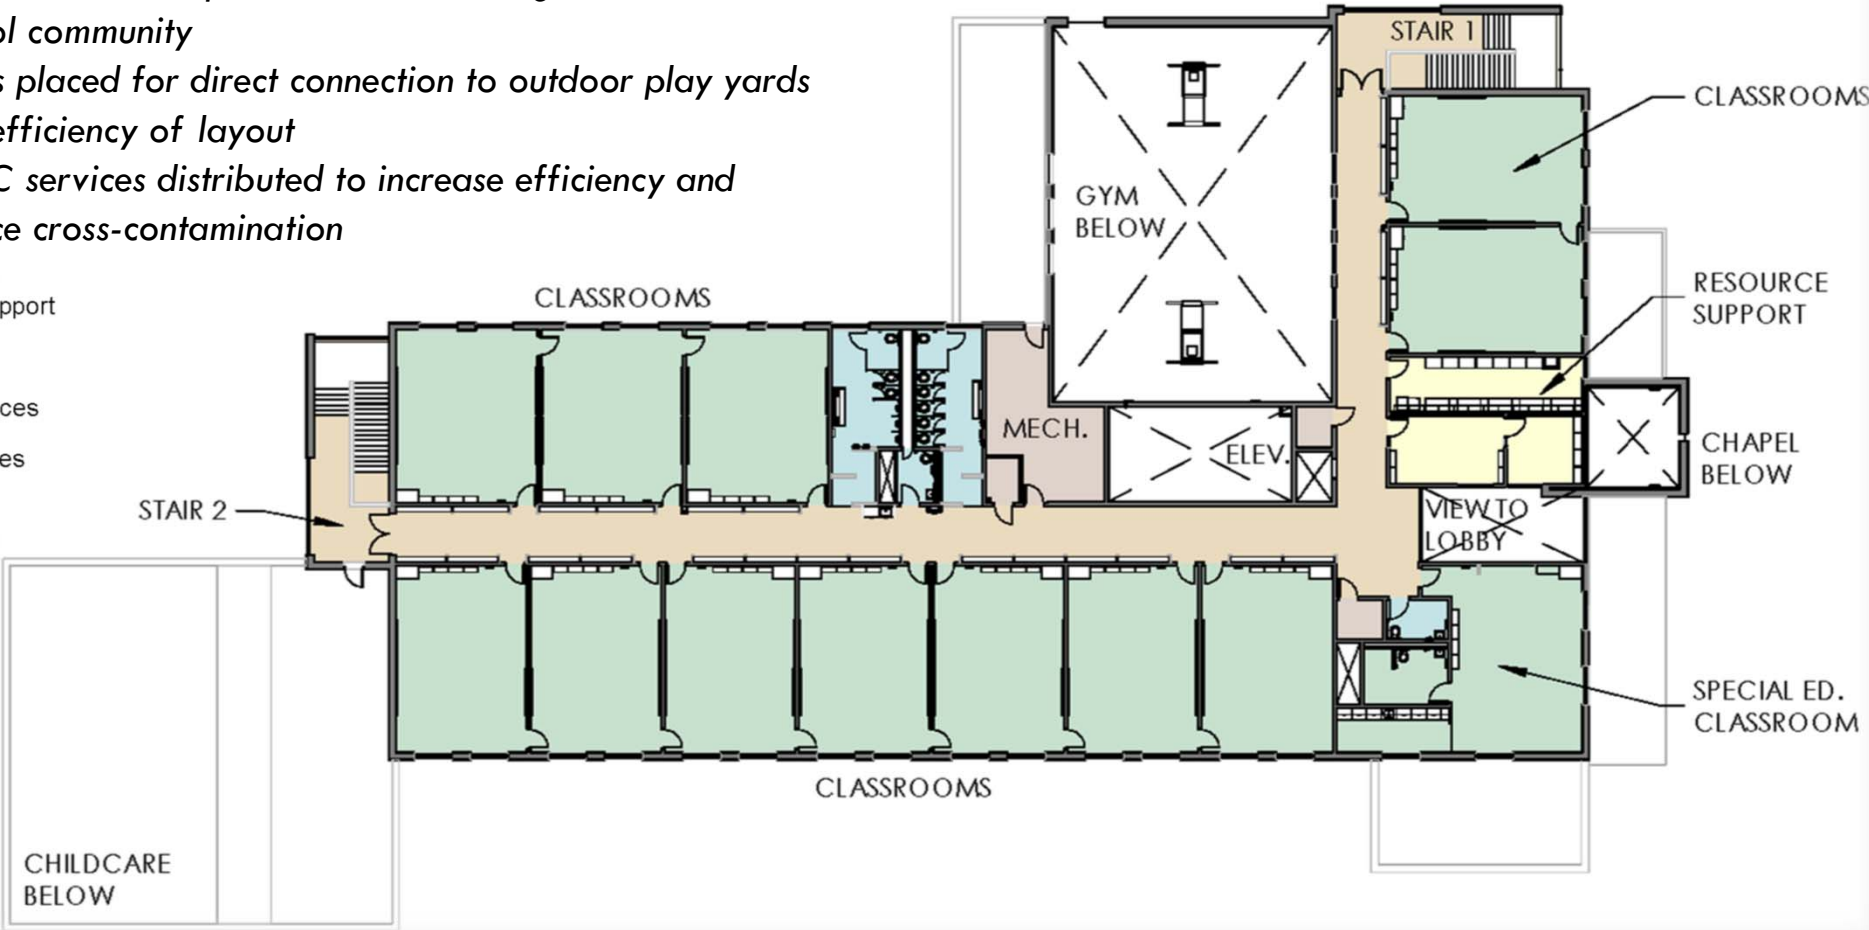 ol community
s placed for direct connection to outdoor play yards
efficiency of layout
C services distributed to increase efficiency and
ce cross-contamination
pport
ces
es
STAIR 1
CLASSROOMS
GYM
BELOW
RESOURCE
SUPPORT
CLASSROOMS
MECH.
ELEV.
CHAPEL
BELOW
STAIR 2
VIEW TO
LOBBY
SPECIAL ED.
CLASSROOM
CLASSROOMS
CHILDCARE
BELOW